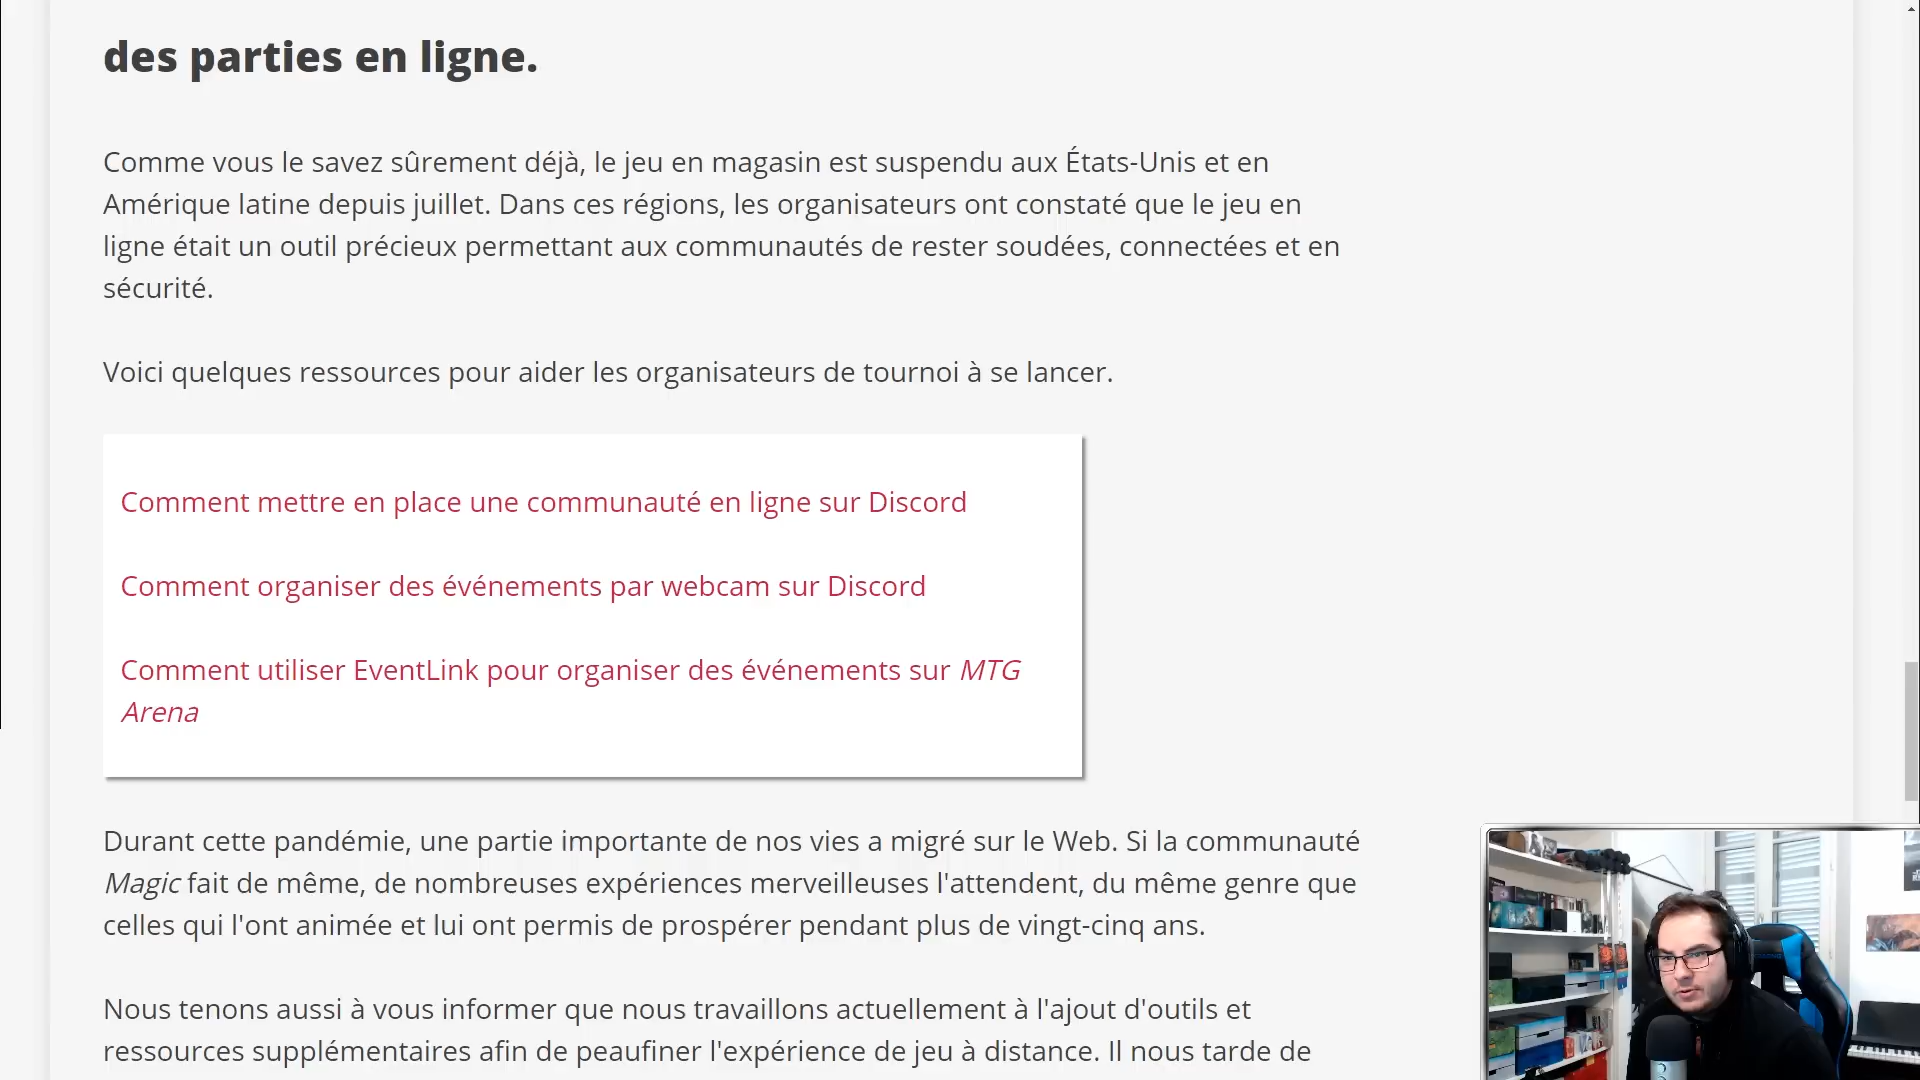 des parties en ligne.
Comme vous le savez sûrement déjà, le jeu en magasin est suspendu aux États-Unis et en
Amérique latine depuis juillet. Dans ces régions, les organisateurs ont constaté que le jeu en
ligne était un outil précieux permettant aux communautés de rester soudées, connectées et en
sécurité.
Voici quelques ressources pour aider les organisateurs de tournoi à se lancer.
Comment mettre en place une communauté en ligne sur Discord
Comment organiser des événements par webcam sur Discord
Comment utiliser EventLink pour organiser des événements sur MTG
Arena
Durant cette pandémie, une partie importante de nos vies a migré sur le Web. Si la communauté
Magic fait de même, de nombreuses expériences merveilleuses l'attendent, du même genre que
celles qui l'ont animée et lui ont permis de prospérer pendant plus de vingt-cinq ans.
Nous tenons aussi à vous informer que nous travaillons actuellement à l'ajout d'outils et
ressources supplémentaires afin de peaufiner l'expérience de jeu à distance. Il nous tarde de